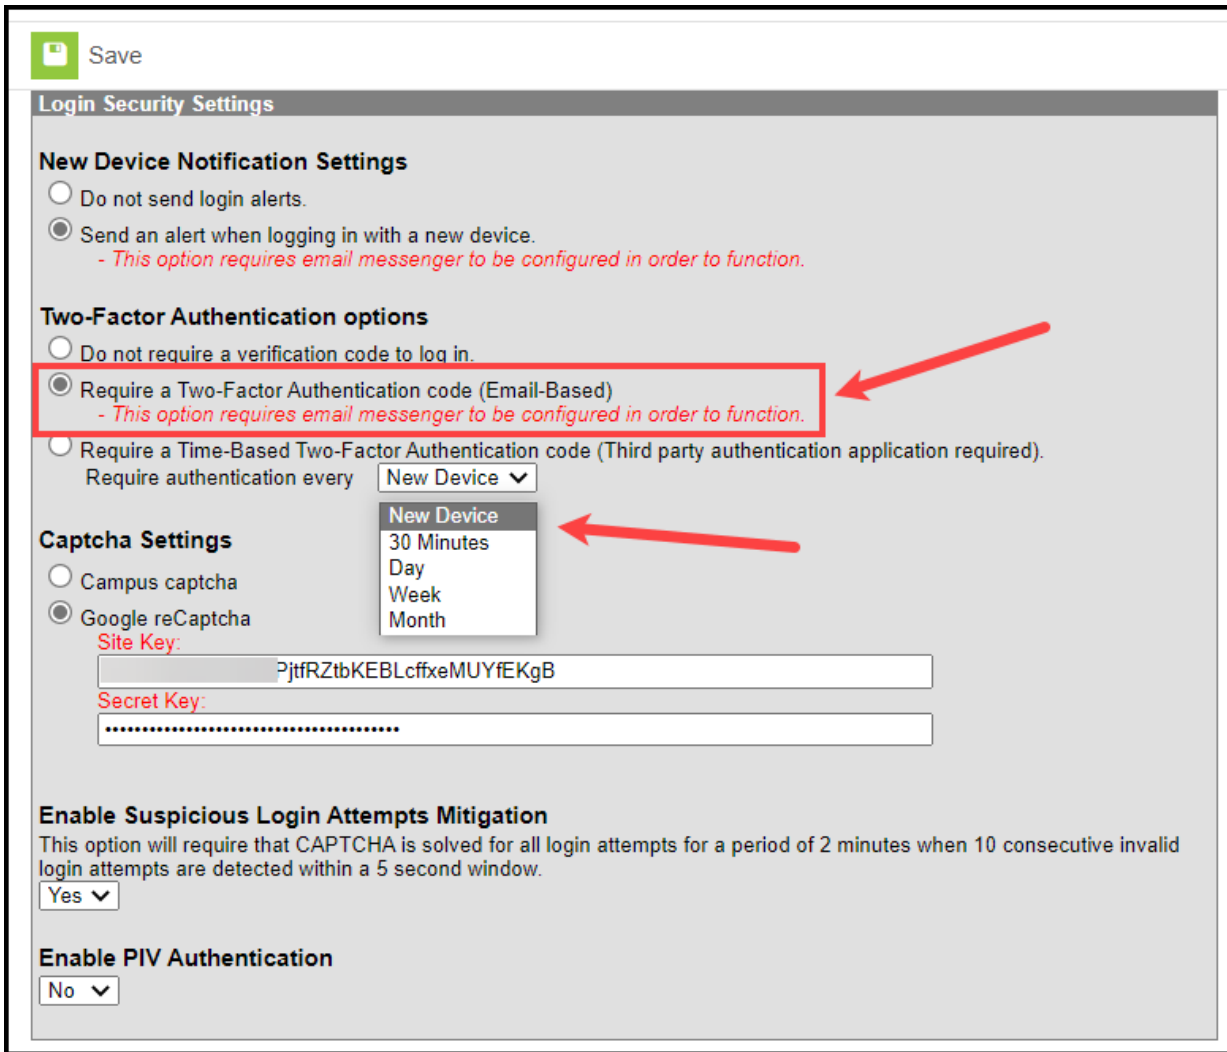 Save
Login Security Settings
New Device Notification Settings
Do not send login alerts.
Send an alert when logging in with a new device.
- This option requires email messenger to be configured in order to function.
Two-Factor Authentication options
Do not require a verification code to log in.
Require a Two-Factor Authentication code (Email-Based)
- This option requires email messenger to be configured in order to function.
Require a Time-Based Two-Factor Authentication code (Third party authentication application required).
Require authentication every New Device
New Device
30 Minutes
Day
Week
Month
Captcha Settings
Campus captcha
Google reCaptcha
Site Key:
PjtfRZtbKEBLcffxeMUYfEKgB
Secret Key:
••••••••••••••••••••••••••••••••••••••••
Enable Suspicious Login Attempts Mitigation
This option will require that CAPTCHA is solved for all login attempts for a period of 2 minutes when 10 consecutive invalid
login attempts are detected within a 5 second window.
Yes
Enable PIV Authentication
No